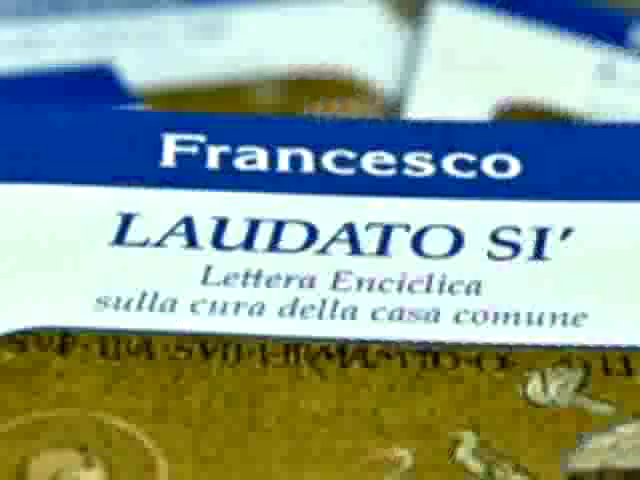 Francesco
LAUDATO SI'
Lettera Enciclica
sulla cura della casa comune